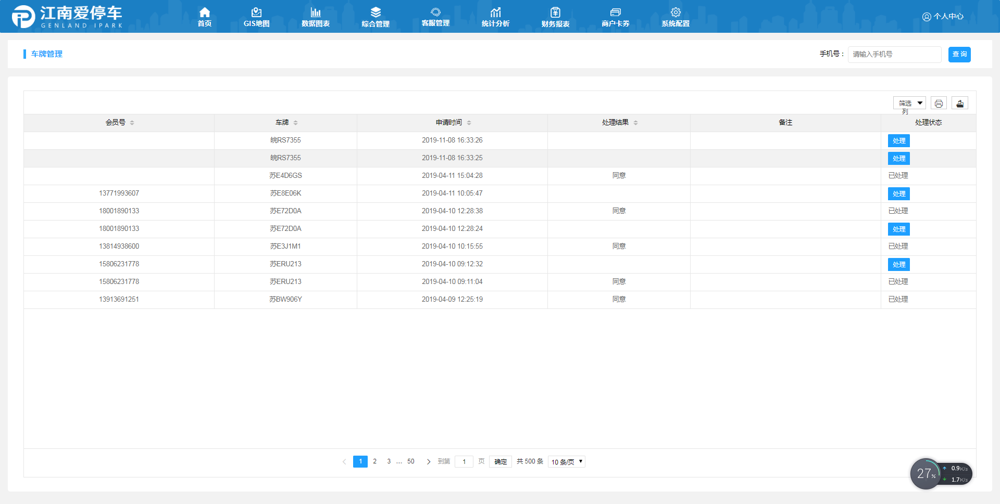 江南爱停车
GENLAND IPARK
首页
GIS地图
数据图表
综合管理
客服管理
统计分析
财务报表
商户卡券
系统配置
个人中心
车牌管理
手机号： 请输入手机号 查 询
筛选列
会员号 车牌 申请时间 处理结果 备注 处理状态
皖RS7355 2019-11-08 16:33:26 处理
皖RS7355 2019-11-08 16:33:25 处理
苏E4D6GS 2019-04-11 15:04:28 同意 已处理
13771993607 苏E8E06K 2019-04-11 10:05:47 处理
18001890133 苏E72D0A 2019-04-10 12:28:38 同意 已处理
18001890133 苏E72D0A 2019-04-10 12:28:24 处理
13814938600 苏E3J1M1 2019-04-10 10:15:55 同意 已处理
15806231778 苏ERU213 2019-04-10 09:12:32 处理
15806231778 苏ERU213 2019-04-10 09:11:04 同意 已处理
13913691251 苏BW906Y 2019-04-09 12:25:19 同意 已处理
1 2 3 … 50 到第 1 页 确定 共 500 条 10 条/页
27%
0.9K/s
1.7K/s